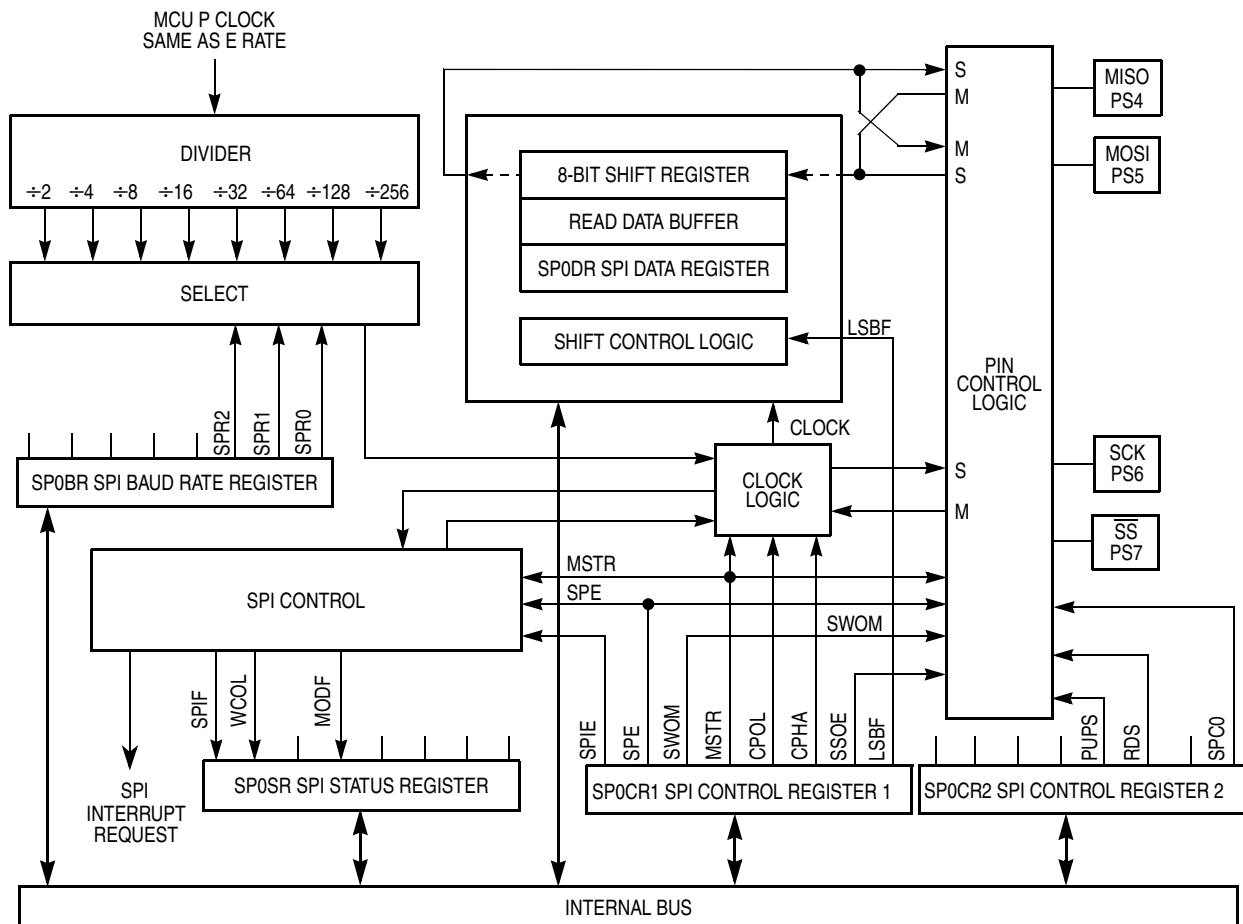 MCU P CLOCK
SAME AS E RATE
DIVIDER
÷2 ÷4 ÷8 ÷16 ÷32 ÷64 ÷128 ÷256
SELECT
SPR2
SPR1
SPR0
SP0BR SPI BAUD RATE REGISTER
8-BIT SHIFT REGISTER
READ DATA BUFFER
SP0DR SPI DATA REGISTER
SHIFT CONTROL LOGIC
LSBF
CLOCK
CLOCK
LOGIC
S
M
M
S
S
M
PIN
CONTROL
LOGIC
MISO
PS4
MOSI
PS5
SCK
PS6
S̅S̅
PS7
SPI CONTROL
MSTR
SPE
SWOM
SPIF
WCOL
MODF
SPI
INTERRUPT
REQUEST
SP0SR SPI STATUS REGISTER
SPIE
SPE
SWOM
MSTR
CPOL
CPHA
SSOE
LSBF
SP0CR1 SPI CONTROL REGISTER 1
PUPS
RDS
SPC0
SP0CR2 SPI CONTROL REGISTER 2
INTERNAL BUS